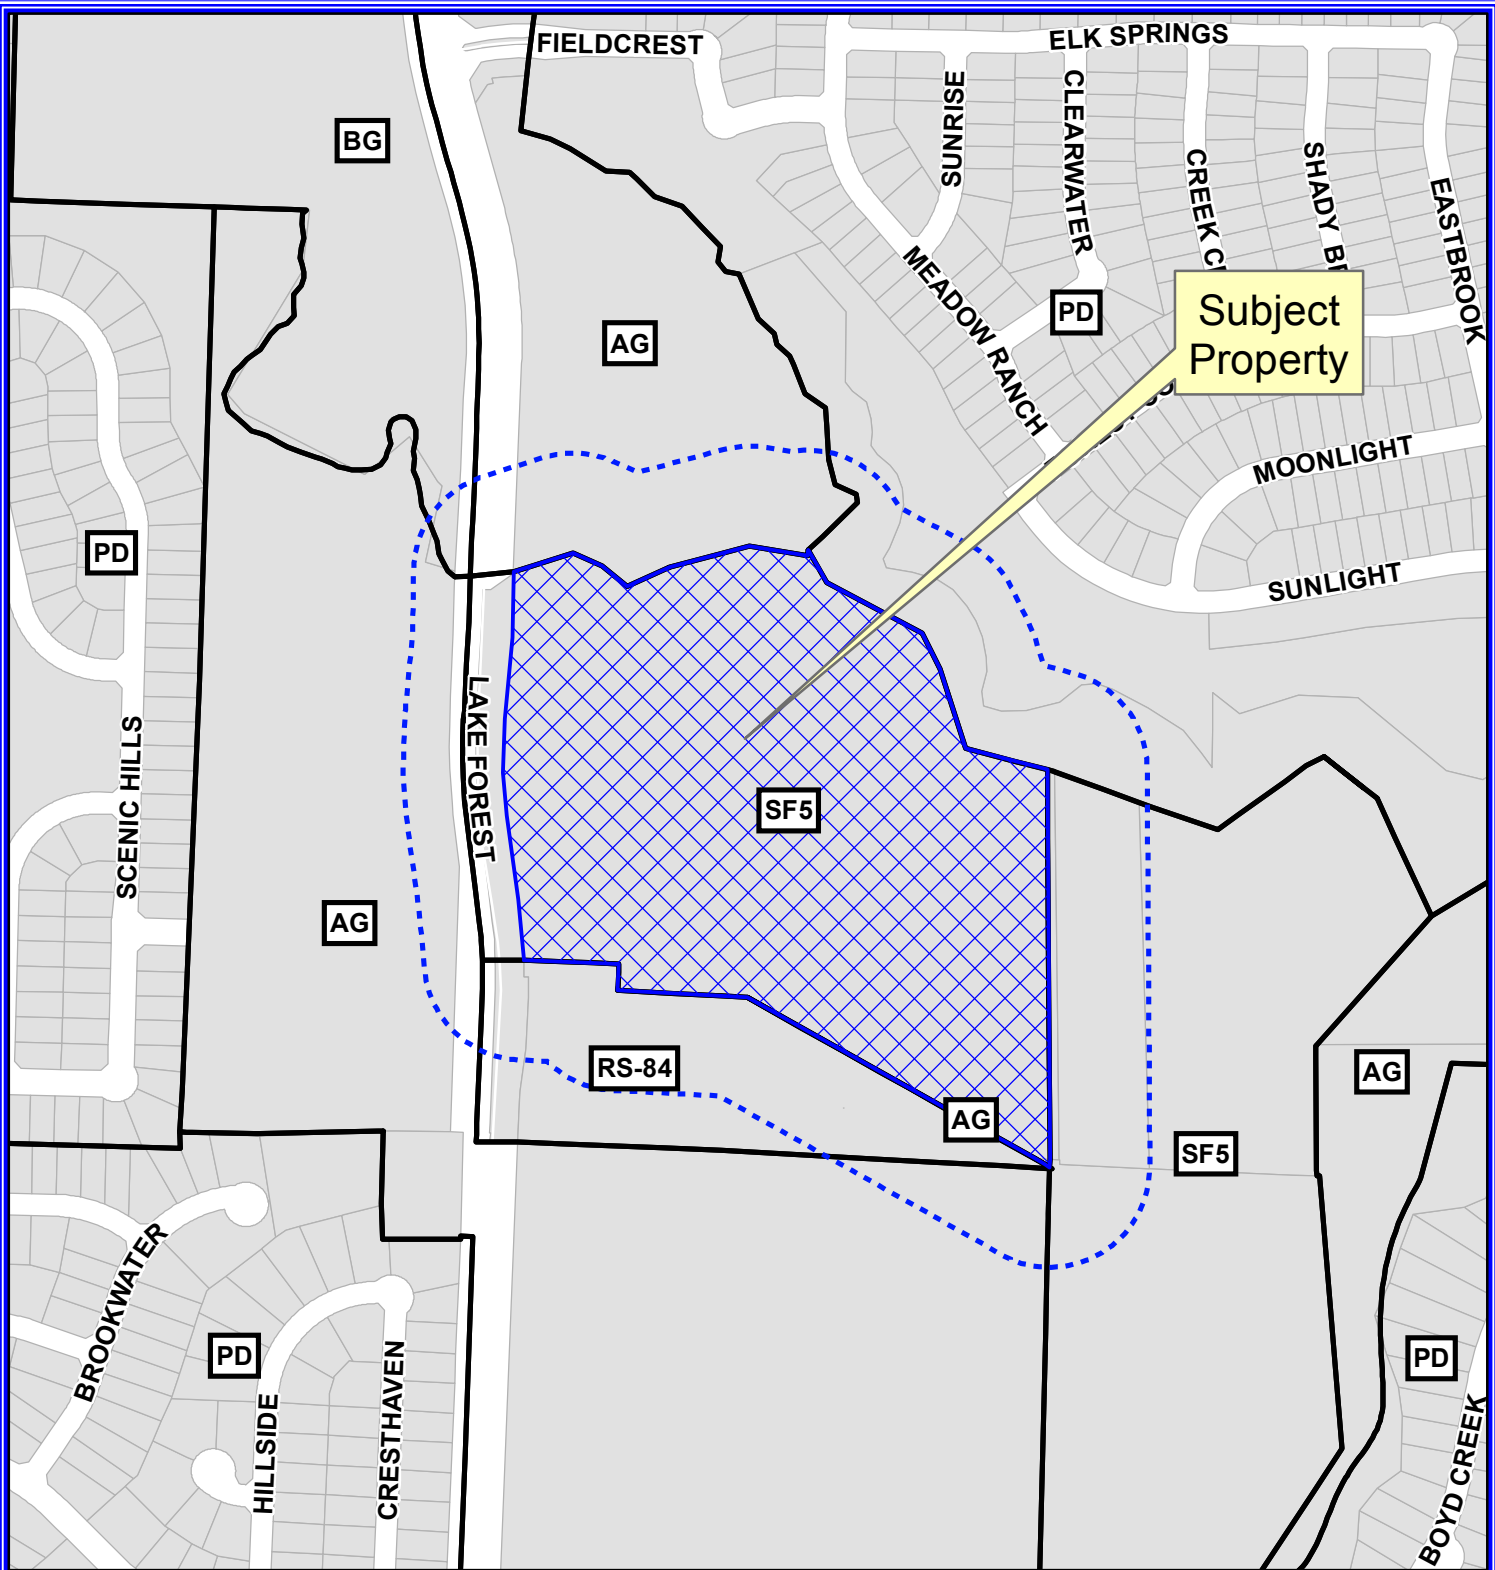 FIELDCREST
ELK SPRINGS
SUNRISE
CLEARWATER
BG
CREEK
SHADY
EASTBROOK
MEADOW RANCH
PD
Subject
Property
AG
MOONLIGHT
PD
SUNLIGHT
LAKE FOREST
SCENIC HILLS
SF5
AG
RS-84
AG
AG
SF5
BROOKWATER
PD
PD
HILLSIDE
CRESTHAVEN
BOYD CREEK